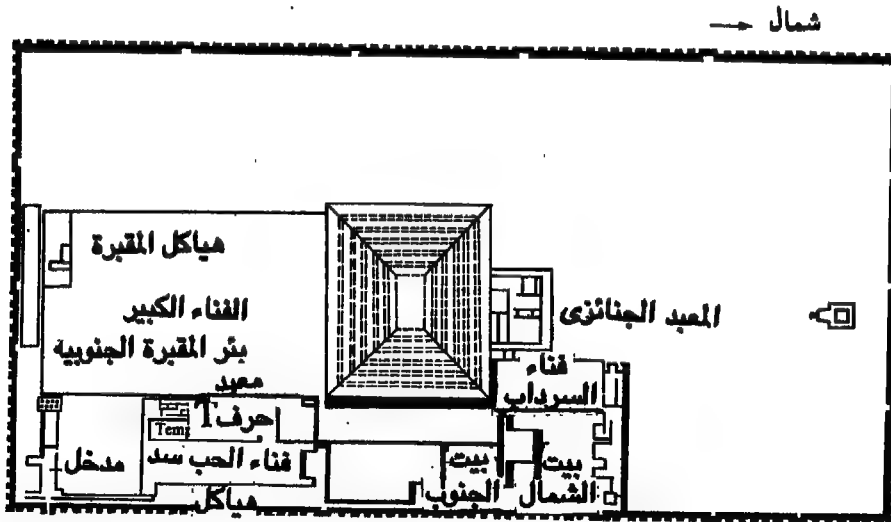 شمال
هياكل المقبرة
الفناء الكبير
بئر المقبرة الجنوبية
المعبد الجنائزى
فناء
السرداب
معبد
حرف T
Temp
مدخل
فناء الحب سد
هياكل
بيت
الجنوب
بيت
الشمال